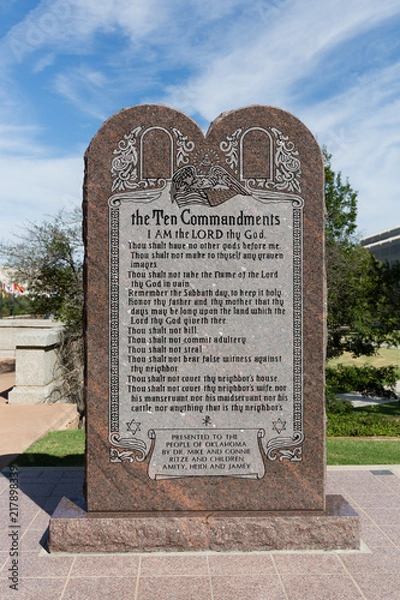 the Ten Commandments
I AM the LORD thy God.
Thou shalt have no other gods before me.
Thou shalt not make to thyself any graven
images.
Thou shalt not take the Name of the Lord
thy God in vain.
Remember the Sabbath day, to keep it holy.
Honor thy father and thy mother that thy
days may be long upon the land which the
Lord thy God giveth thee.
Thou shalt not kill.
Thou shalt not commit adultery.
Thou shalt not steal.
Thou shalt not bear false witness against
thy neighbor.
Thou shalt not covet thy neighbor's house.
Thou shalt not covet thy neighbor's wife, nor
his manservant nor his maidservant nor his
cattle, nor anything that is thy neighbor's.
PRESENTED TO THE
PEOPLE OF OKLAHOMA
BY DR. MIKE AND CONNIE
RITZE AND CHILDREN
AMITY, HEIDI AND JAMEY
217898339